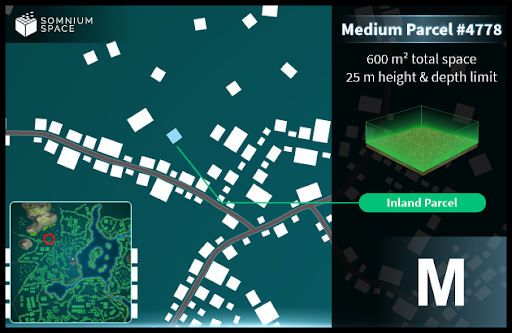 SOMNIUM
SPACE
Medium Parcel #4778
600 m² total space
25 m height & depth limit
Inland Parcel
M